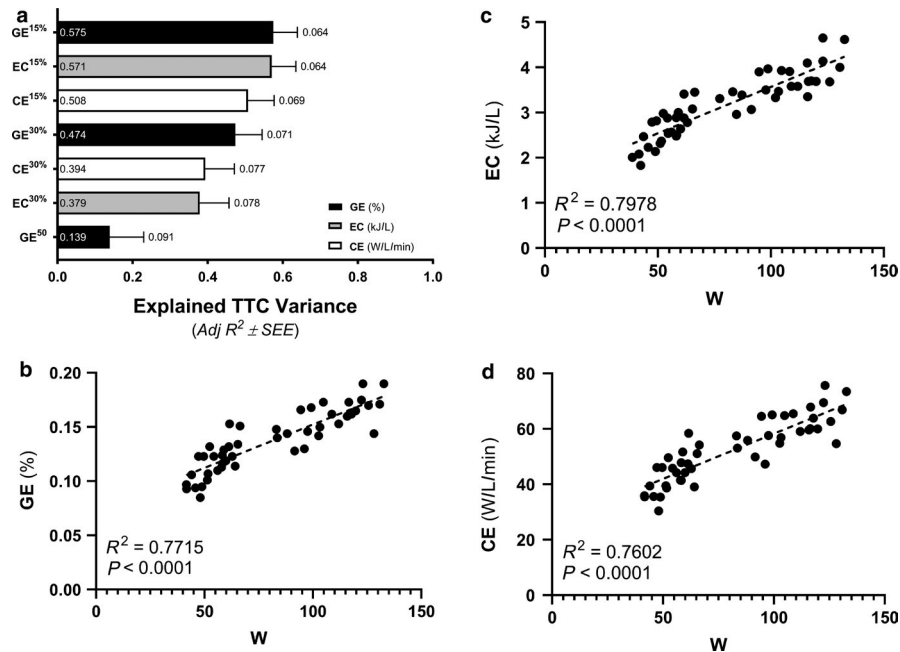 a
GE15% 0.575 0.064
EC15% 0.571 0.064
CE15% 0.508 0.069
GE30% 0.474 0.071
CE30% 0.394 0.077
EC30% 0.379 0.078
GE50 0.139 0.091
GE (%)
EC (kJ/L)
CE (W/L/min)
0.0 0.2 0.4 0.6 0.8 1.0
Explained TTC Variance
(Adj R² ± SEE)
b
GE (%)
0.20
0.15
0.10
0.05
0.00
R² = 0.7715
P < 0.0001
0 50 100 150
W
c
EC (kJ/L)
5
4
3
2
1
0
R² = 0.7978
P < 0.0001
0 50 100 150
W
d
CE (W/L/min)
80
60
40
20
0
R² = 0.7602
P < 0.0001
0 50 100 150
W